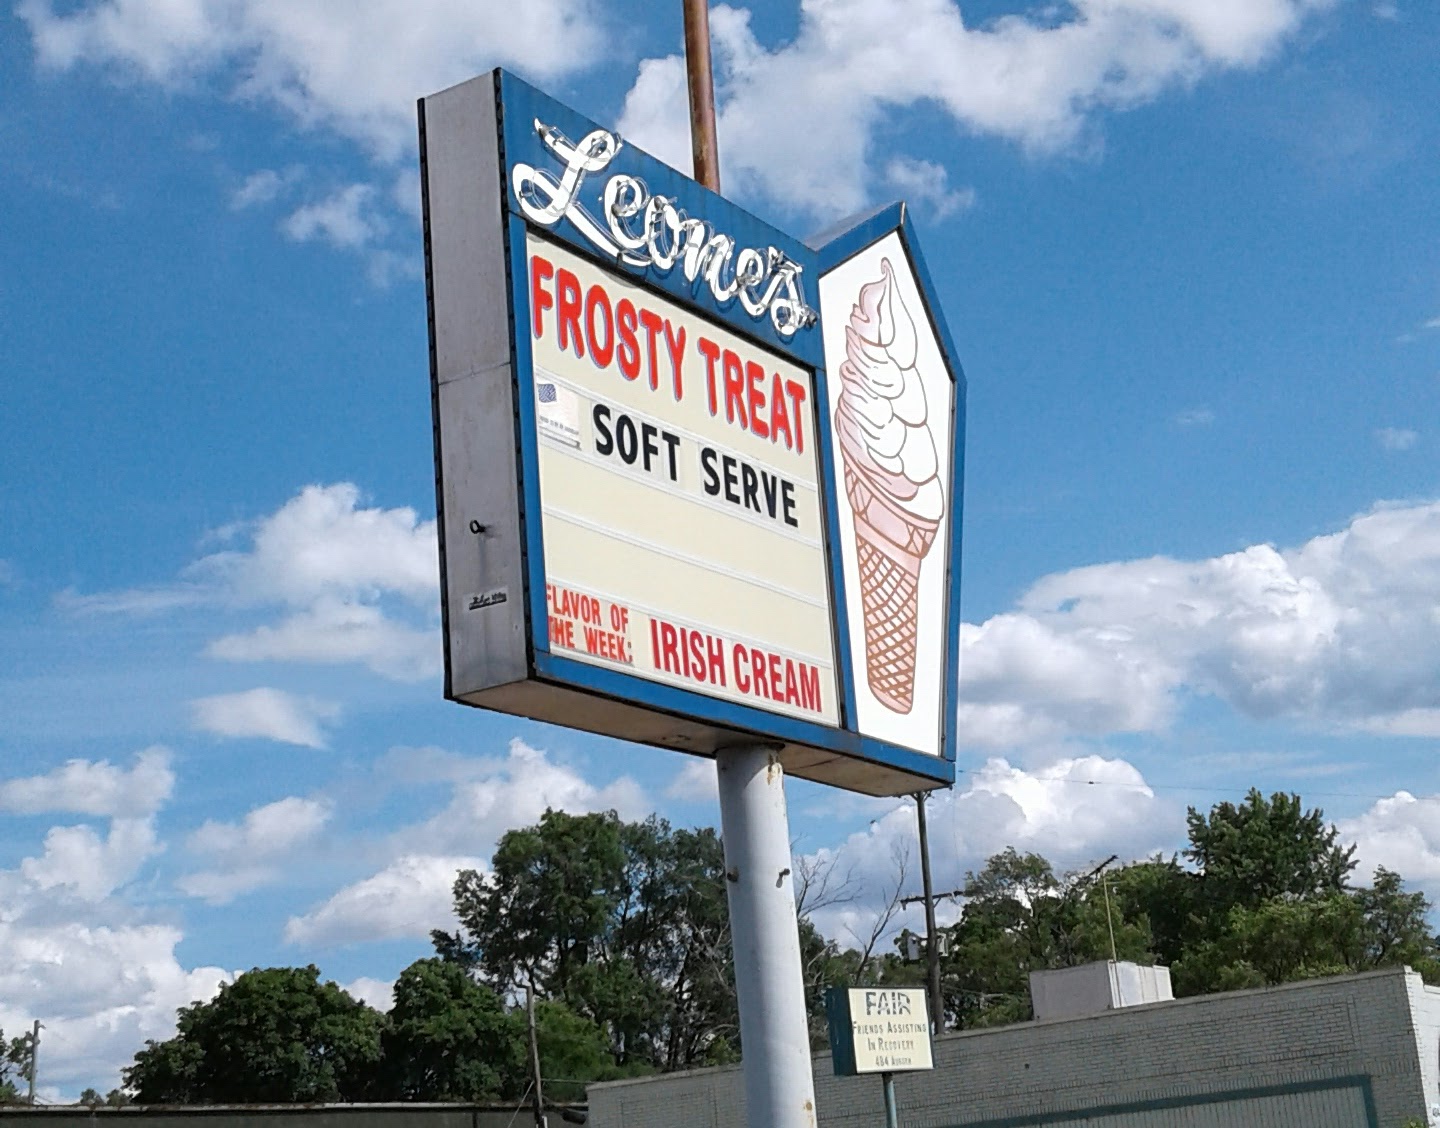 Leone's
FROSTY TREAT
SOFT SERVE
FLAVOR OF
THE WEEK:
IRISH CREAM
FAIR
FRIENDS ASSISTING
IN RECOVERY